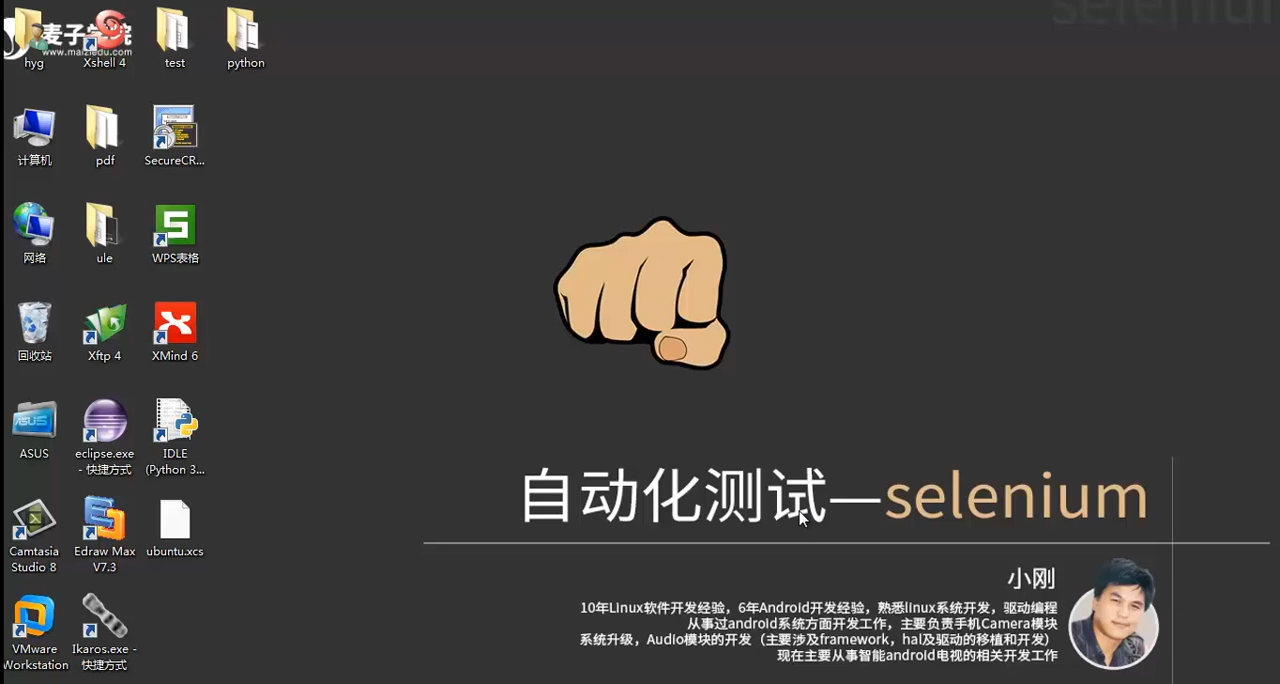 selenium
麦子学院
www.maiziedu.com
hyg
Xshell 4
test
python
计算机
pdf
SecureCR...
网络
ule
WPS表格
回收站
Xftp 4
XMind 6
ASUS
eclipse.exe
- 快捷方式
IDLE
(Python 3...
Camtasia
Studio 8
Edraw Max
V7.3
ubuntu.xcs
VMware
Workstation
Ikaros.exe -
快捷方式
自动化测试—selenium
小刚
10年Linux软件开发经验，6年Android开发经验，熟悉linux系统开发，驱动编程
从事过android系统方面开发工作，主要负责手机Camera模块
系统升级，Audio模块的开发（主要涉及framework，hal及驱动的移植和开发）
现在主要从事智能android电视的相关开发工作